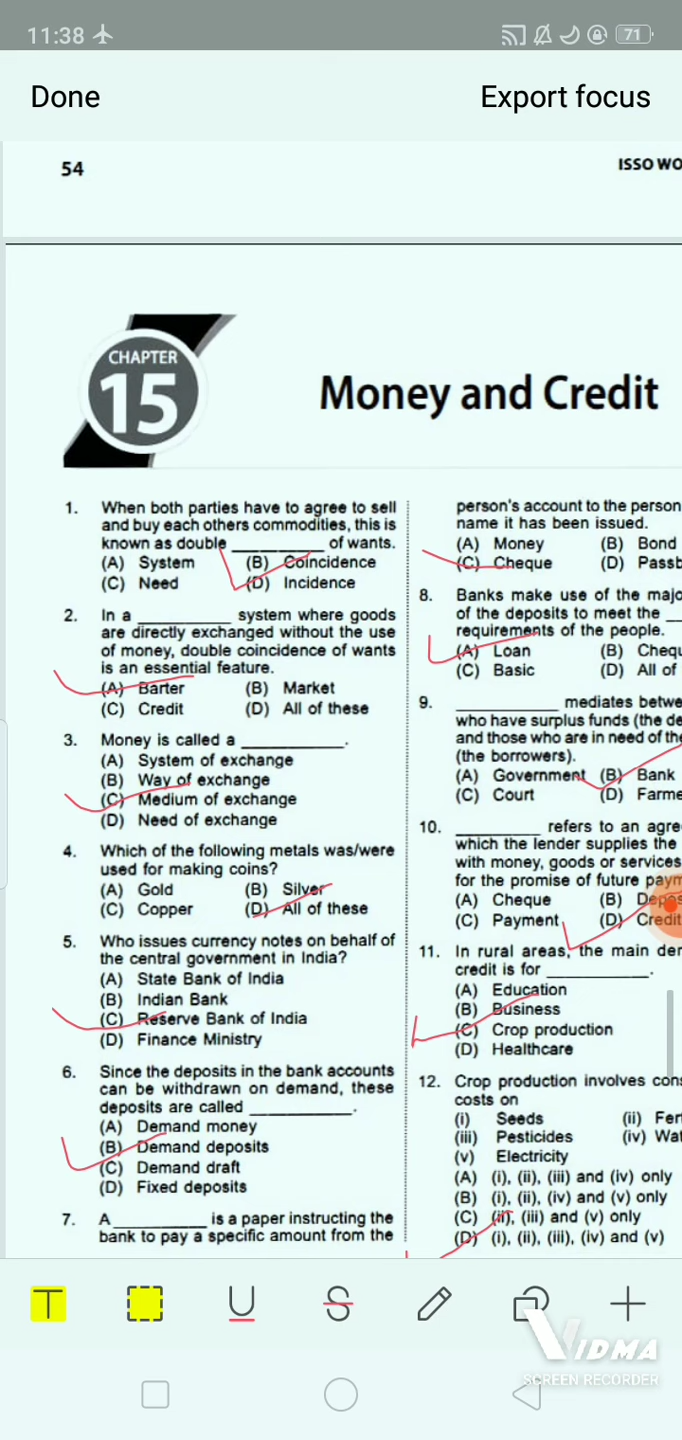 11:38
71
Done
Export focus
54
ISSO WO
CHAPTER
15
Money and Credit
1. When both parties have to agree to sell
and buy each others commodities, this is
known as double __________ of wants.
(A) System (B) Coincidence
(C) Need (D) Incidence
2. In a __________ system where goods
are directly exchanged without the use
of money, double coincidence of wants
is an essential feature.
(A) Barter (B) Market
(C) Credit (D) All of these
3. Money is called a ___________.
(A) System of exchange
(B) Way of exchange
(C) Medium of exchange
(D) Need of exchange
4. Which of the following metals was/were
used for making coins?
(A) Gold (B) Silver
(C) Copper (D) All of these
5. Who issues currency notes on behalf of
the central government in India?
(A) State Bank of India
(B) Indian Bank
(C) Reserve Bank of India
(D) Finance Ministry
6. Since the deposits in the bank accounts
can be withdrawn on demand, these
deposits are called ___________.
(A) Demand money
(B) Demand deposits
(C) Demand draft
(D) Fixed deposits
7. A__________ is a paper instructing the
bank to pay a specific amount from the
person's account to the person
name it has been issued.
(A) Money (B) Bond
(C) Cheque (D) Passb
8. Banks make use of the majo
of the deposits to meet the __
requirements of the people.
(A) Loan (B) Chequ
(C) Basic (D) All of
9. ___________ mediates betwe
who have surplus funds (the de
and those who are in need of the
(the borrowers).
(A) Government (B) Bank
(C) Court (D) Farme
10. _________ refers to an agre
which the lender supplies the
with money, goods or services
for the promise of future paym
(A) Cheque (B) Depos
(C) Payment (D) Credit
11. In rural areas, the main der
credit is for ___________.
(A) Education
(B) Business
(C) Crop production
(D) Healthcare
12. Crop production involves cons
costs on
(i) Seeds (ii) Fer
(iii) Pesticides (iv) Wat
(v) Electricity
(A) (i), (ii), (iii) and (iv) only
(B) (i), (ii), (iv) and (v) only
(C) (ii), (iii) and (v) only
(D) (i), (ii), (iii), (iv) and (v)
T U S
VIDMA
SCREEN RECORDER